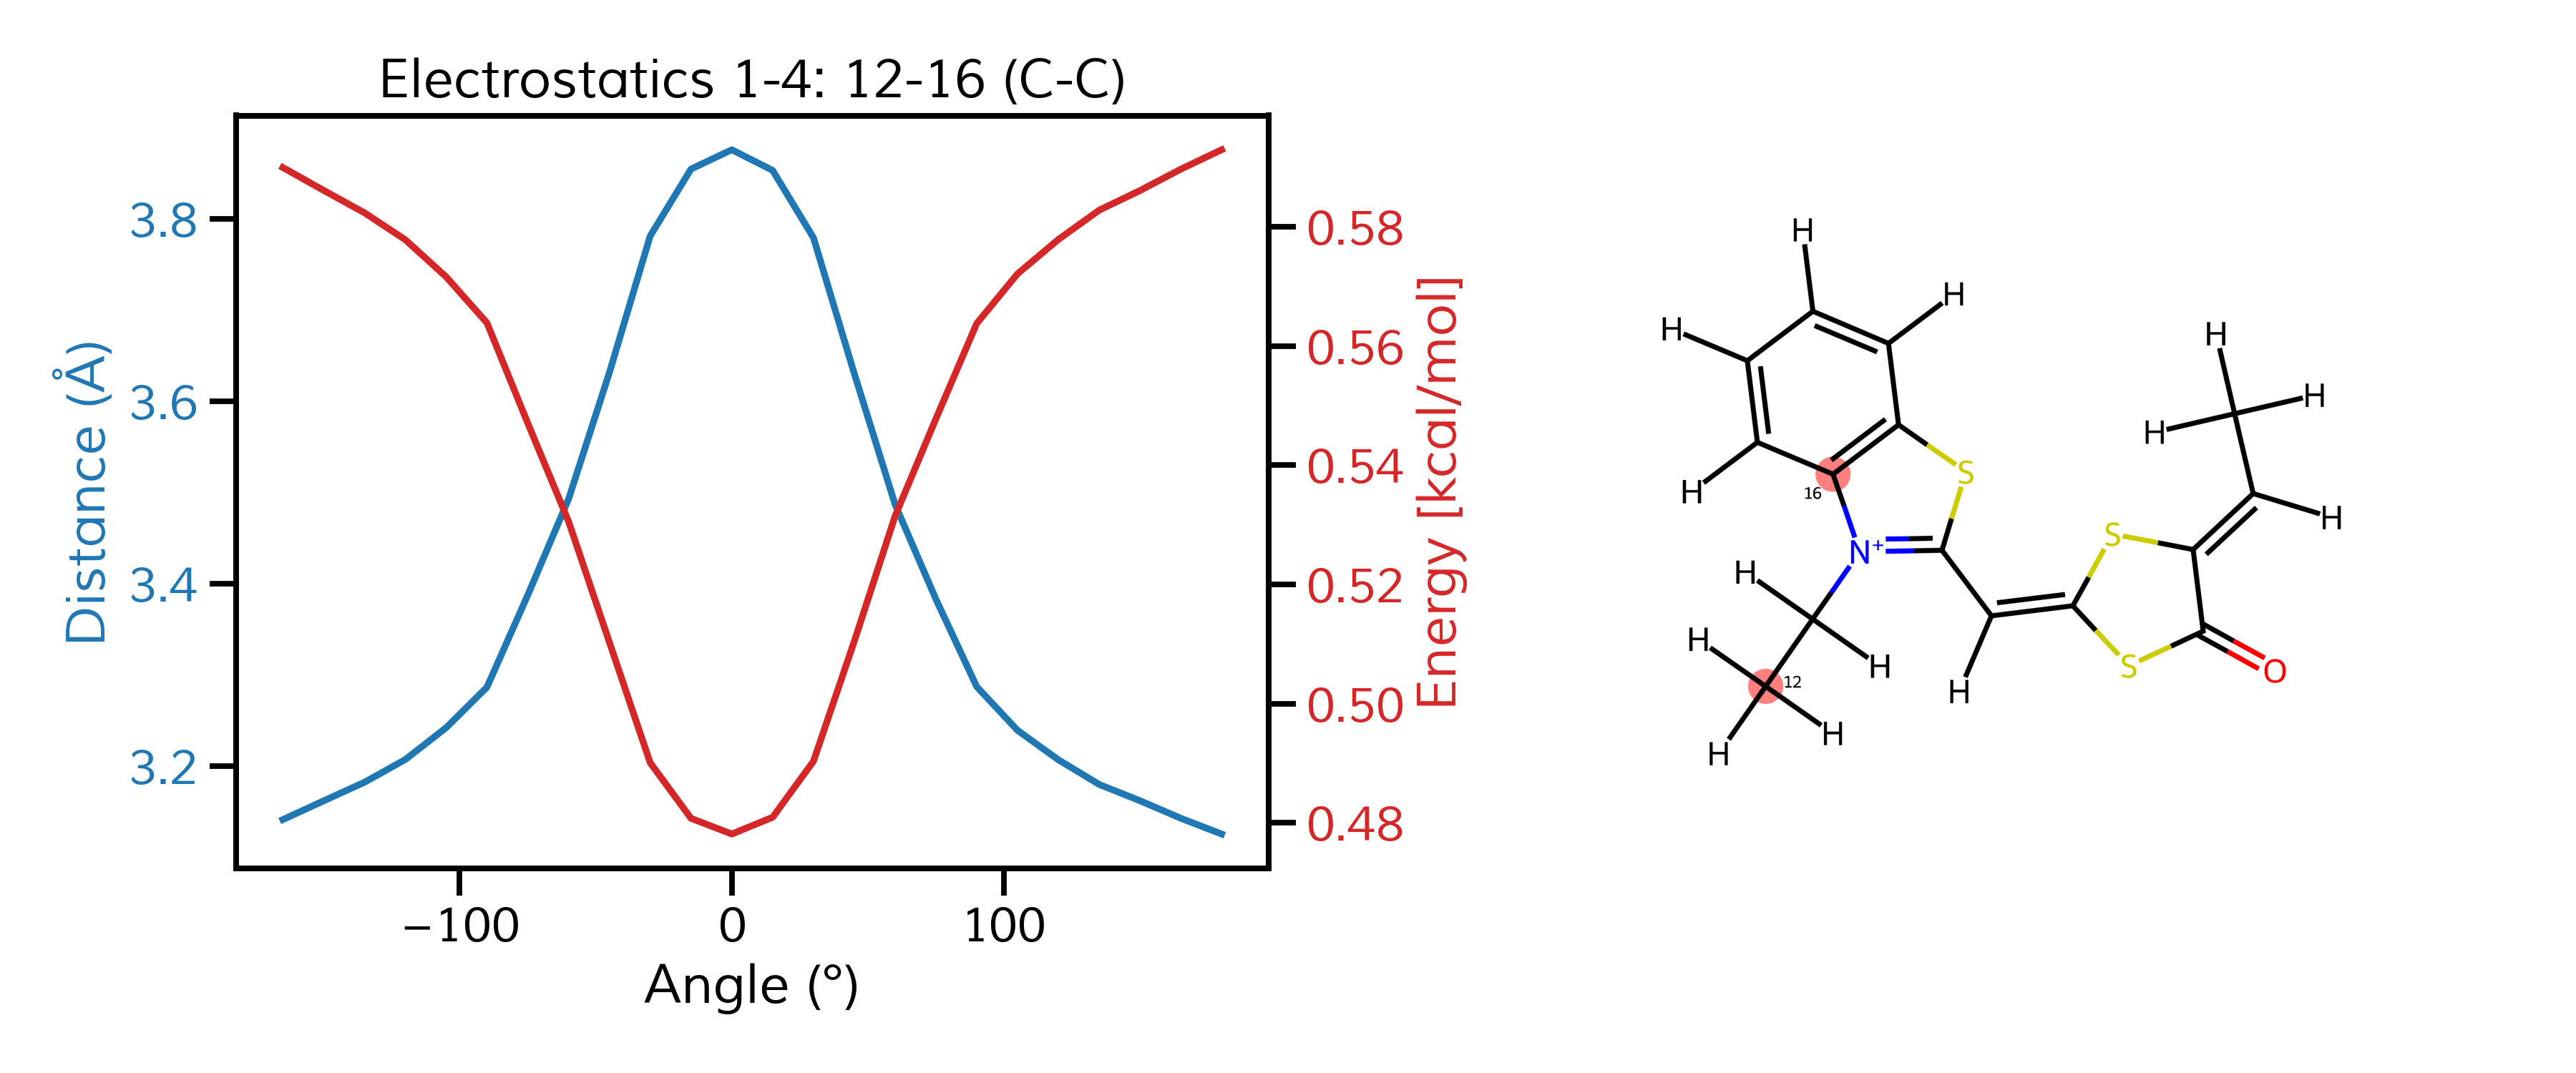 Electrostatics 1-4: 12-16 (C-C)
Distance (Å)
3.8
3.6
3.4
3.2
−100
0
100
Angle (°)
0.58
0.56
0.54
0.52
0.50
0.48
Energy [kcal/mol]
H
H
H
H
H
H
H
16
S
H
S
N+
H
H
S
O
H
12
H
H
H